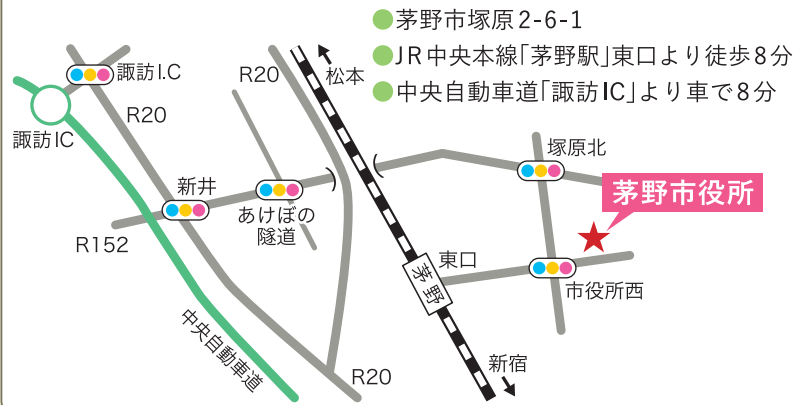 茅野市塚原2-6-1
JR中央本線「茅野駅」東口より徒歩8分
中央自動車道「諏訪IC」より車で8分
諏訪I.C
R20
松本
諏訪IC
R20
塚原北
新井
茅野市役所
あけぼの
隧道
R152
東口
茅野
市役所西
中央自動車道
新宿
R20